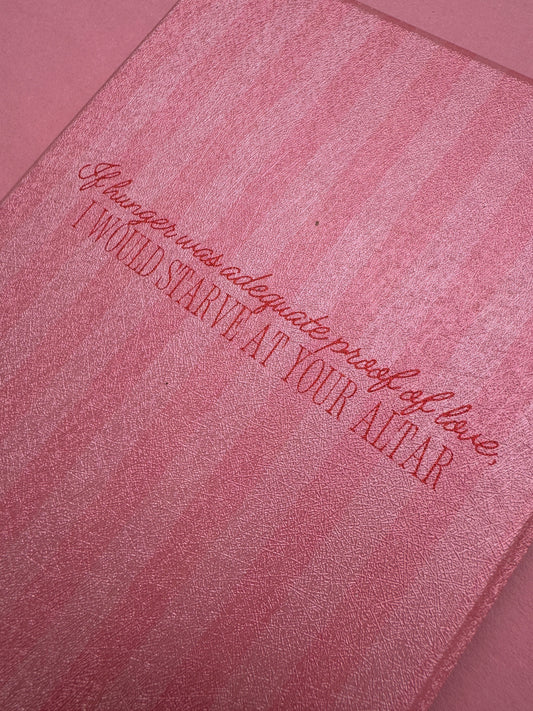 If hunger was adequate proof of love,
I WOULD STARVE AT YOUR ALTAR